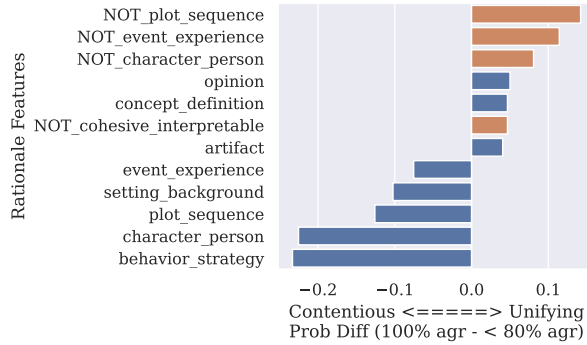 Rationale Features
NOT_plot_sequence
NOT_event_experience
NOT_character_person
opinion
concept_definition
NOT_cohesive_interpretable
artifact
event_experience
setting_background
plot_sequence
character_person
behavior_strategy
−0.2 −0.1 0.0 0.1
Contentious <=====> Unifying
Prob Diff (100% agr - < 80% agr)